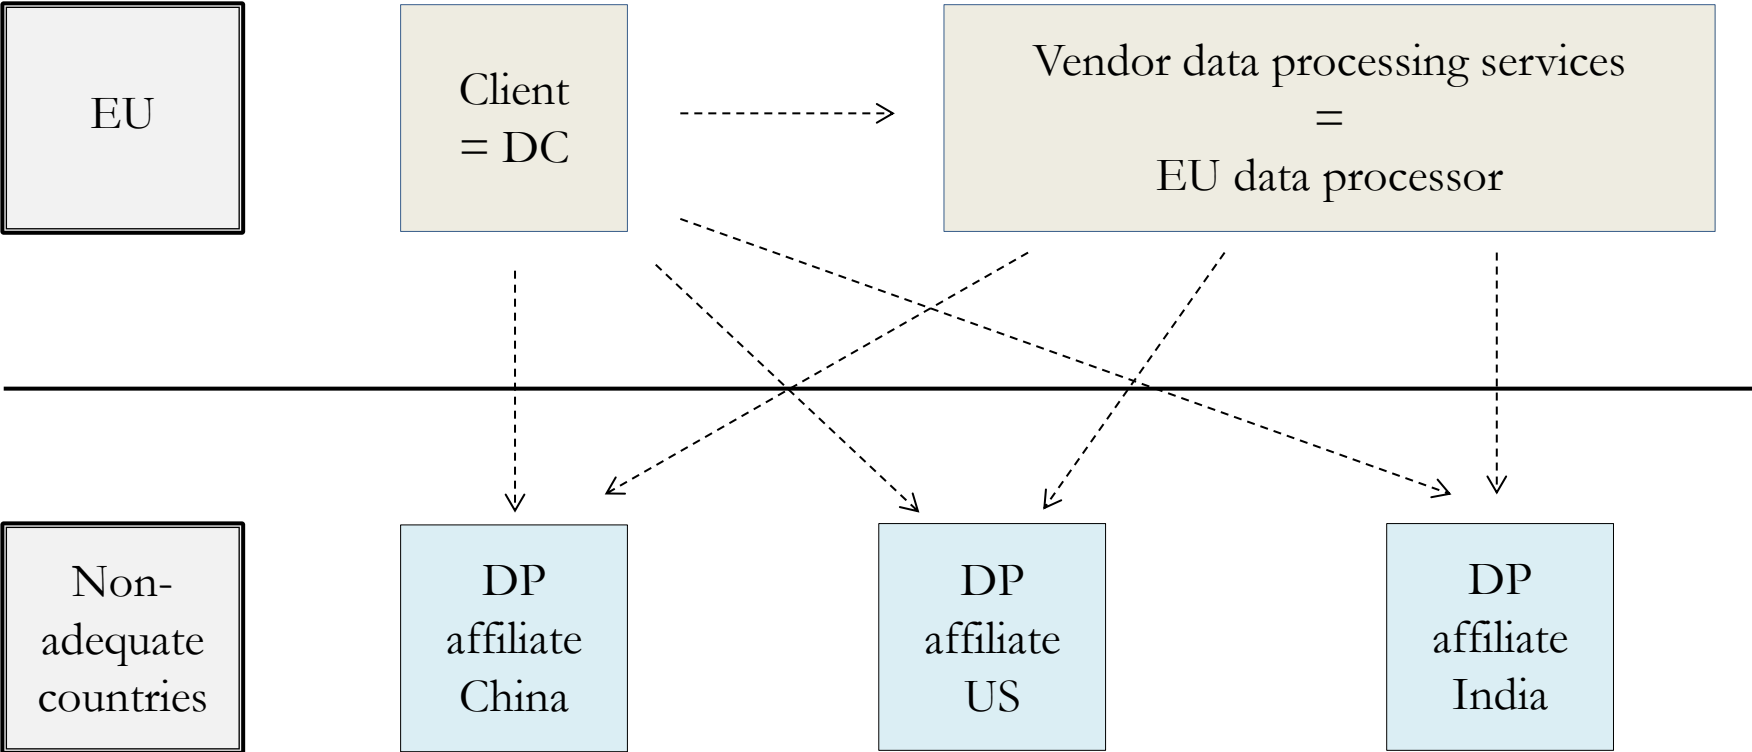 EU
Client
= DC
Vendor data processing services
=
EU data processor
Non-
adequate
countries
DP
affiliate
China
DP
affiliate
US
DP
affiliate
India